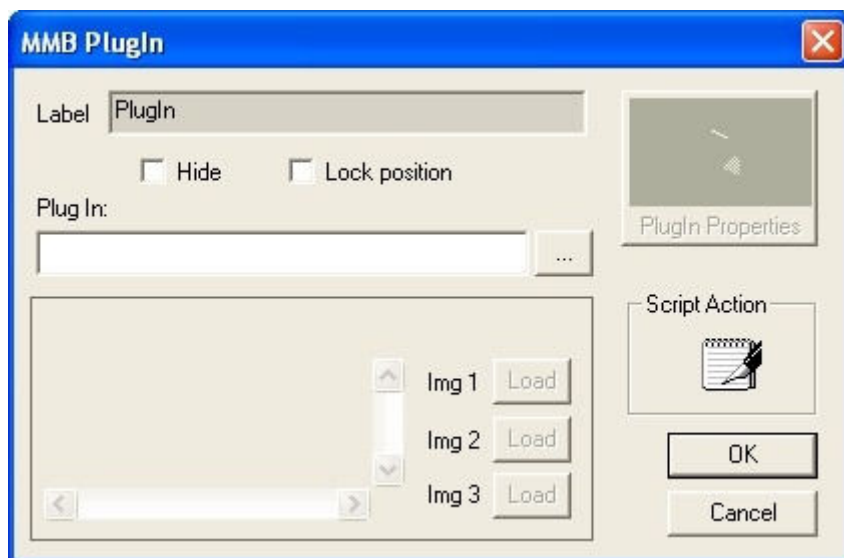 MMB PlugIn
Label PlugIn
Hide Lock position
Plug In:
...
PlugIn Properties
Script Action
Img 1 Load
Img 2 Load
Img 3 Load
OK
Cancel